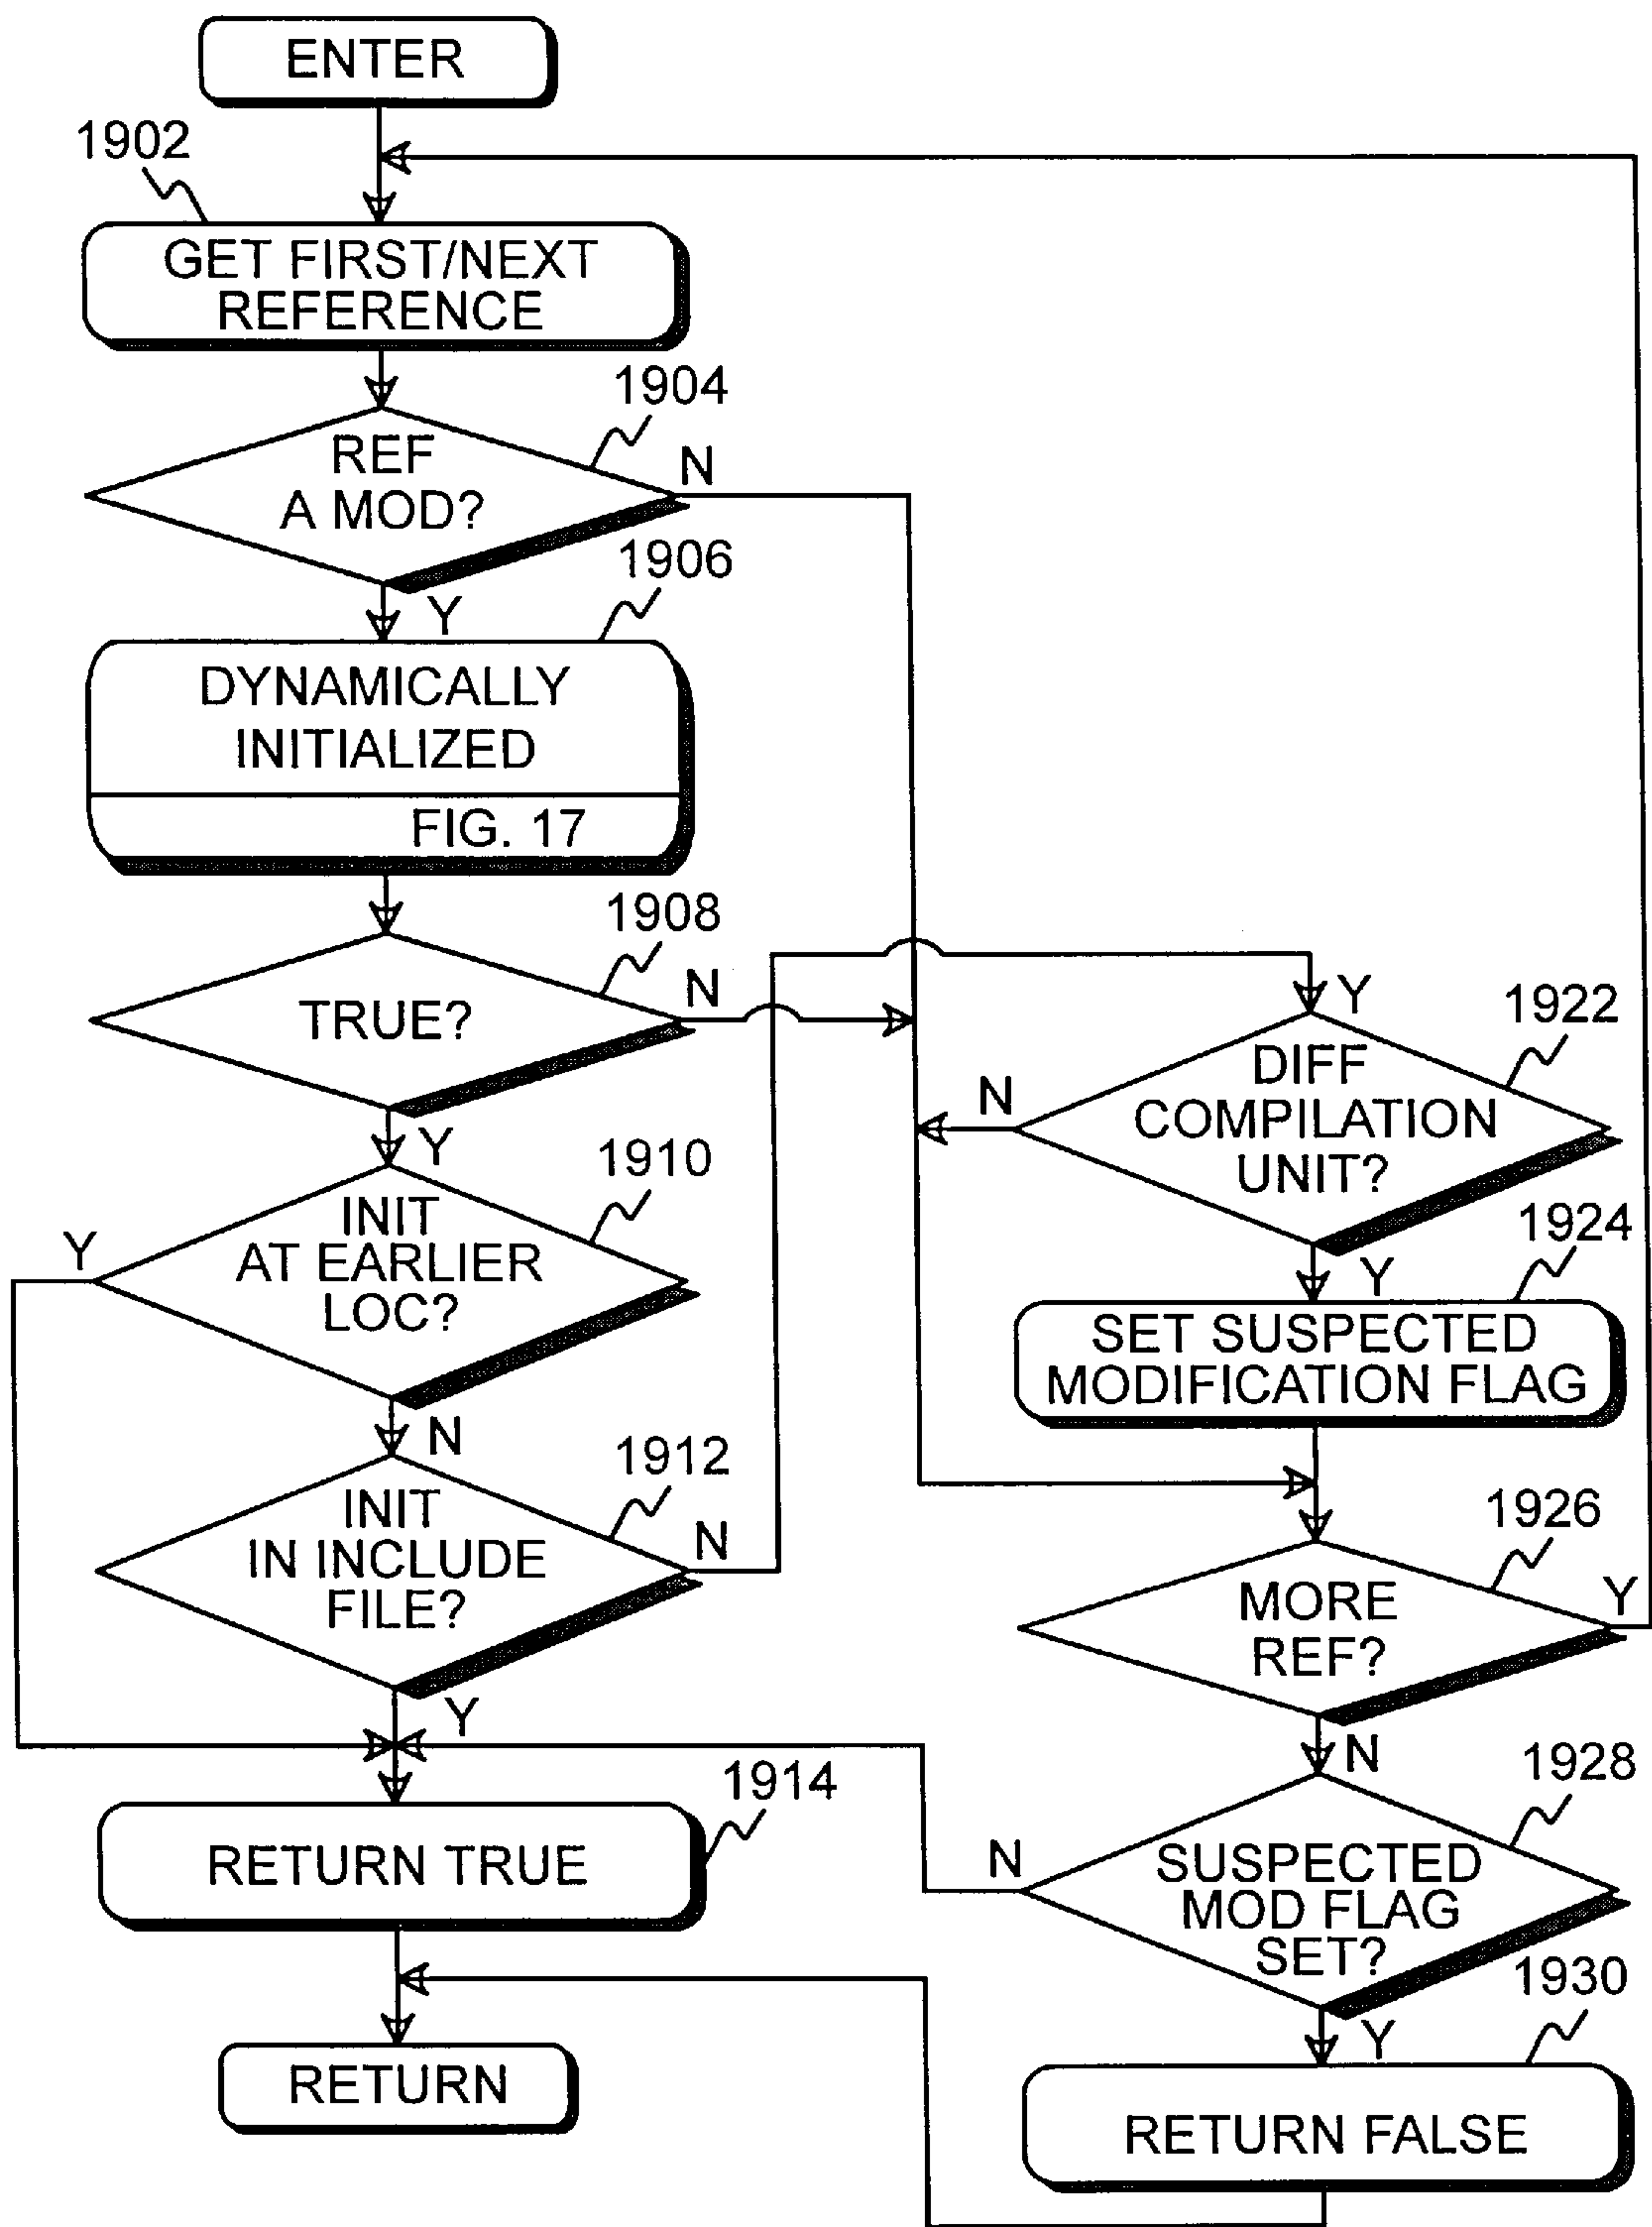 ENTER
1902
GET FIRST/NEXT
REFERENCE
1904
REF
A MOD?
N
Y
1906
DYNAMICALLY
INITIALIZED
FIG. 17
1908
TRUE?
N
Y
1910
INIT
AT EARLIER
LOC?
Y
N
1912
INIT
IN INCLUDE
FILE?
N
Y
1914
RETURN TRUE
RETURN
Y
1922
DIFF
COMPILATION
UNIT?
N
Y
1924
SET SUSPECTED
MODIFICATION FLAG
1926
MORE
REF?
Y
N
1928
SUSPECTED
MOD FLAG
SET?
N
Y
1930
RETURN FALSE